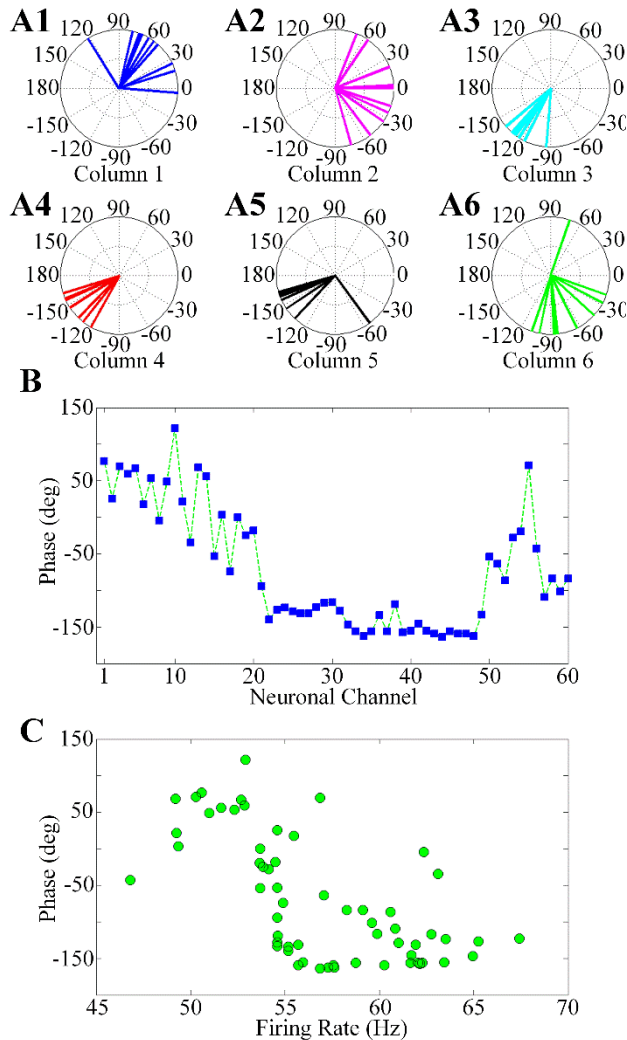 A1 A2 A3
120 90 60 120 90 60 120 90 60
150 30 150 30 150 30
180 0 180 0 180 0
-150 -30 -150 -30 -150 -30
-120 -90 -60 -120 -90 -60 -120 -90 -60
Column 1 Column 2 Column 3
A4 A5 A6
120 90 60 120 90 60 120 90 60
150 30 150 30 150 30
180 0 180 0 180 0
-150 -30 -150 -30 -150 -30
-120 -90 -60 -120 -90 -60 -120 -90 -60
Column 4 Column 5 Column 6
B
150
50
-50
-150
Phase (deg)
1 10 20 30 40 50 60
Neuronal Channel
C
150
50
-50
-150
Phase (deg)
45 50 55 60 65 70
Firing Rate (Hz)